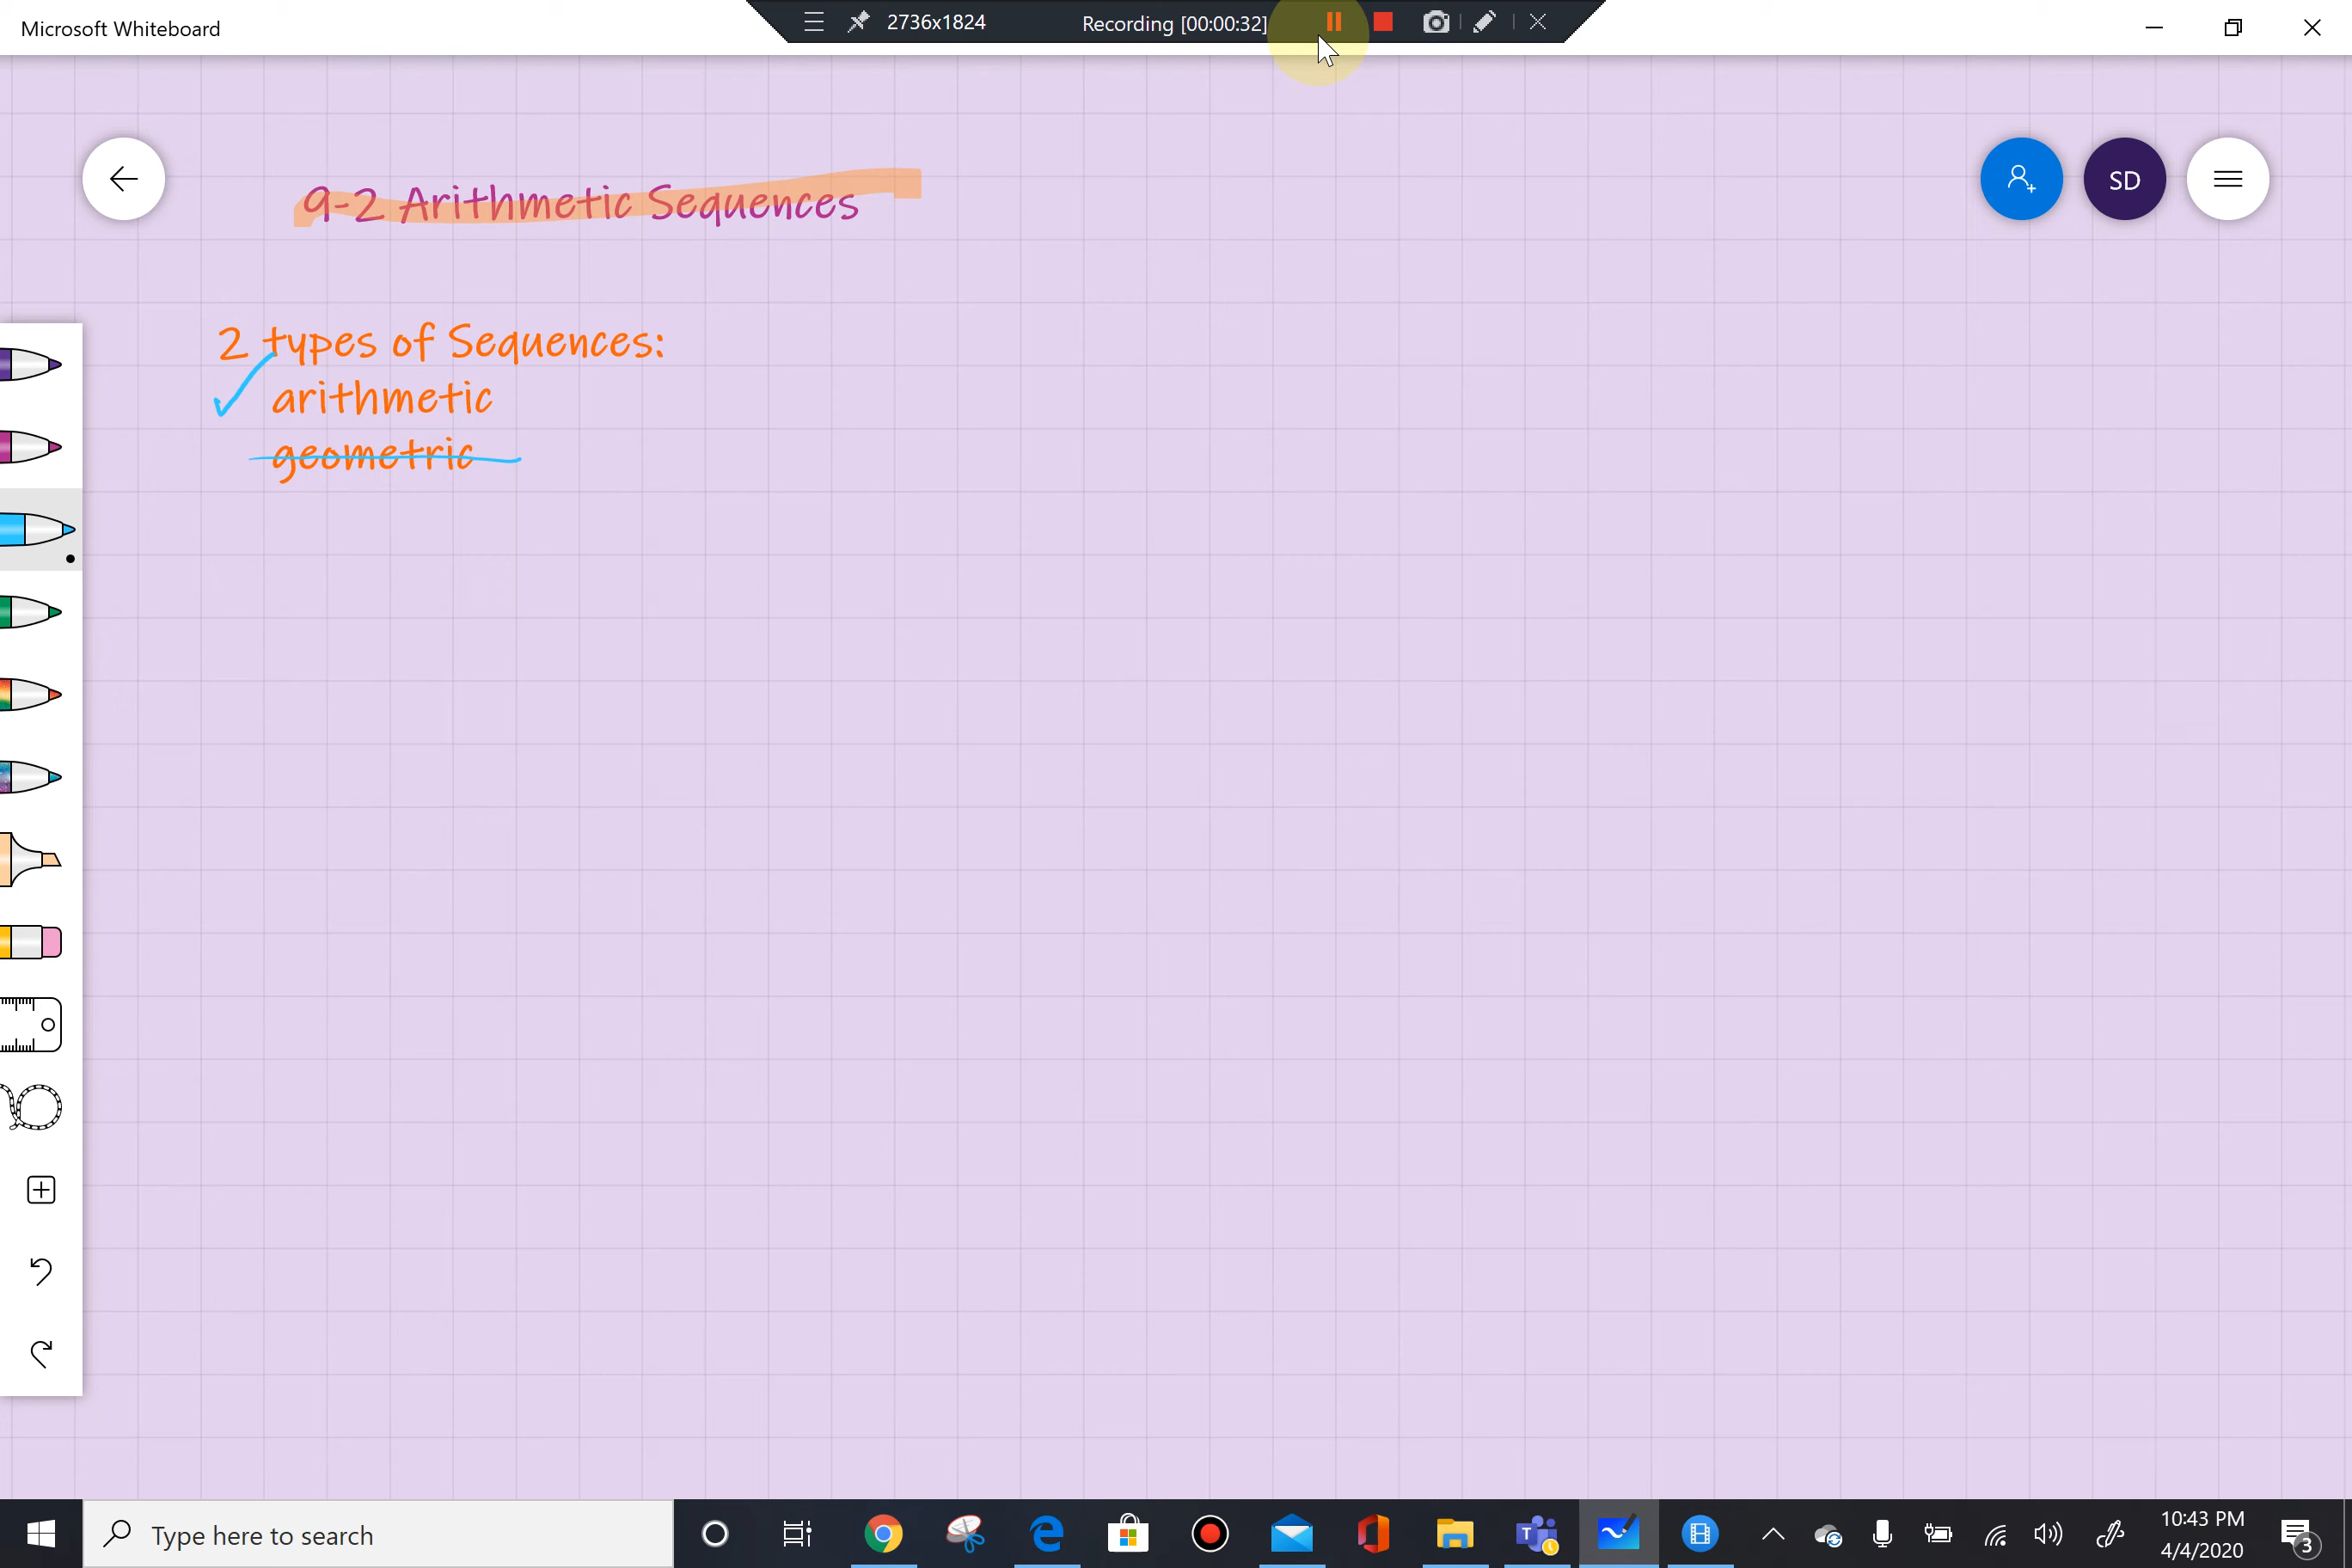 Microsoft Whiteboard
2736x1824 Recording [00:00:32]
SD
9-2 Arithmetic Sequences
2 types of Sequences:
arithmetic
geometric
Type here to search
T
10:43 PM
4/4/2020
3